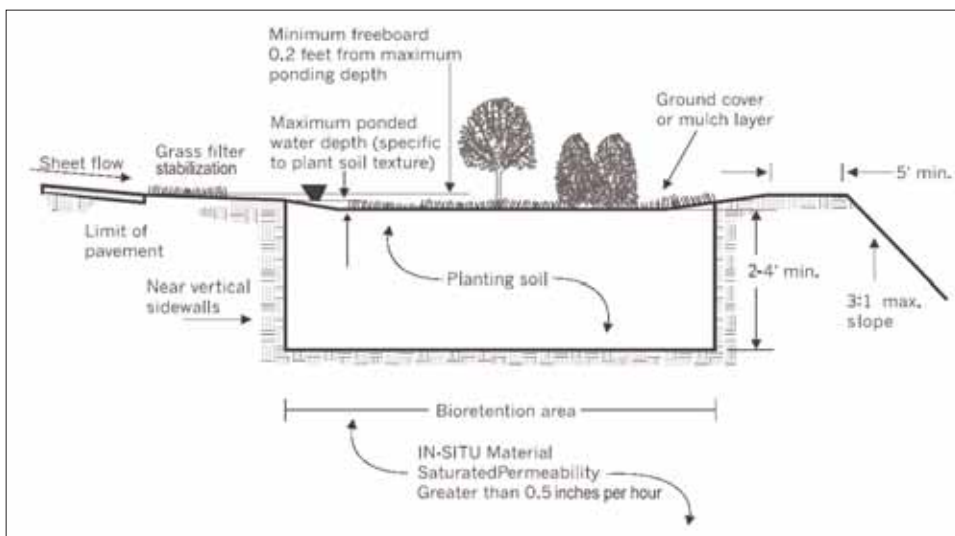 Minimum freeboard
0.2 feet from maximum
ponding depth
Ground cover
or mulch layer
Maximum ponded
water depth (specific
to plant soil texture)
Grass filter
stabilization
Sheet flow
5' min.
Limit of
pavement
Planting soil
2-4' min.
Near vertical
sidewalls
3:1 max.
slope
Bioretention area
IN-SITU Material
SaturatedPermeability
Greater than 0.5 inches per hour